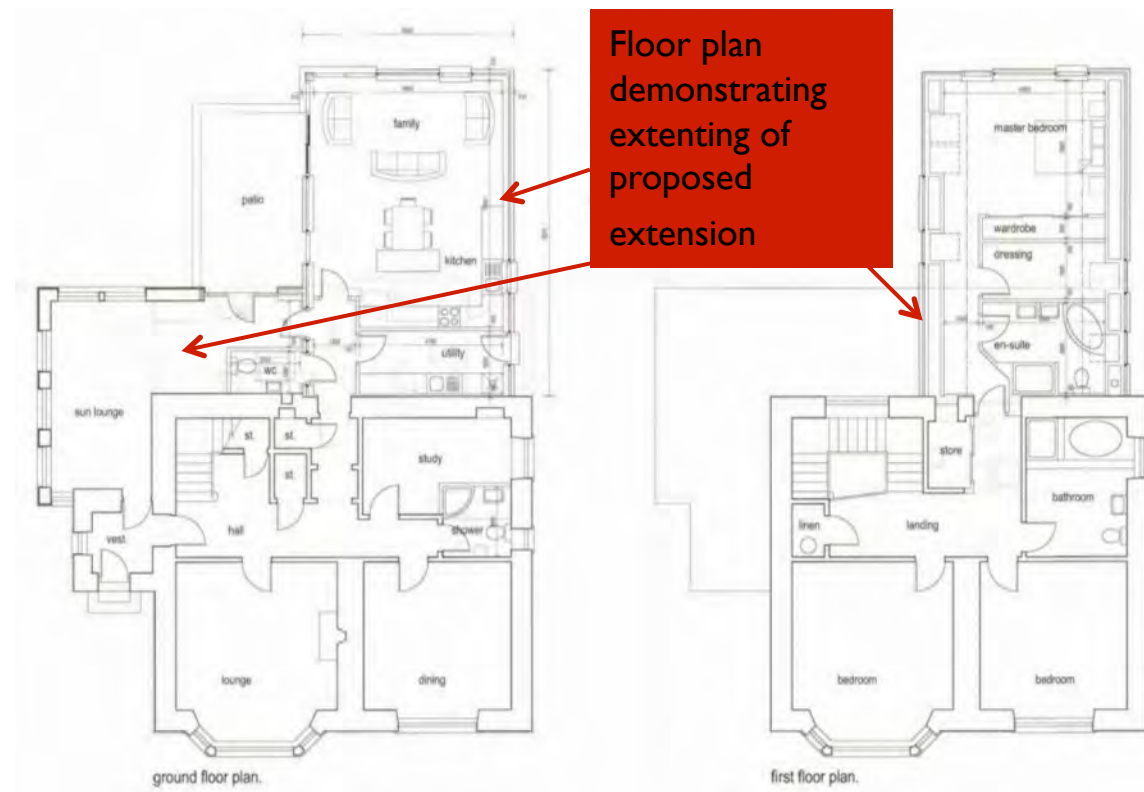 Floor plan
demonstrating
extenting of
proposed
extension
family
patio
kitchen
utility
wc
sun lounge
st.
st.
st.
study
vest.
hall
shower
lounge
dining
ground floor plan.
master bedroom
wardrobe
dressing
en-suite
store
bathroom
linen
landing
bedroom
bedroom
first floor plan.